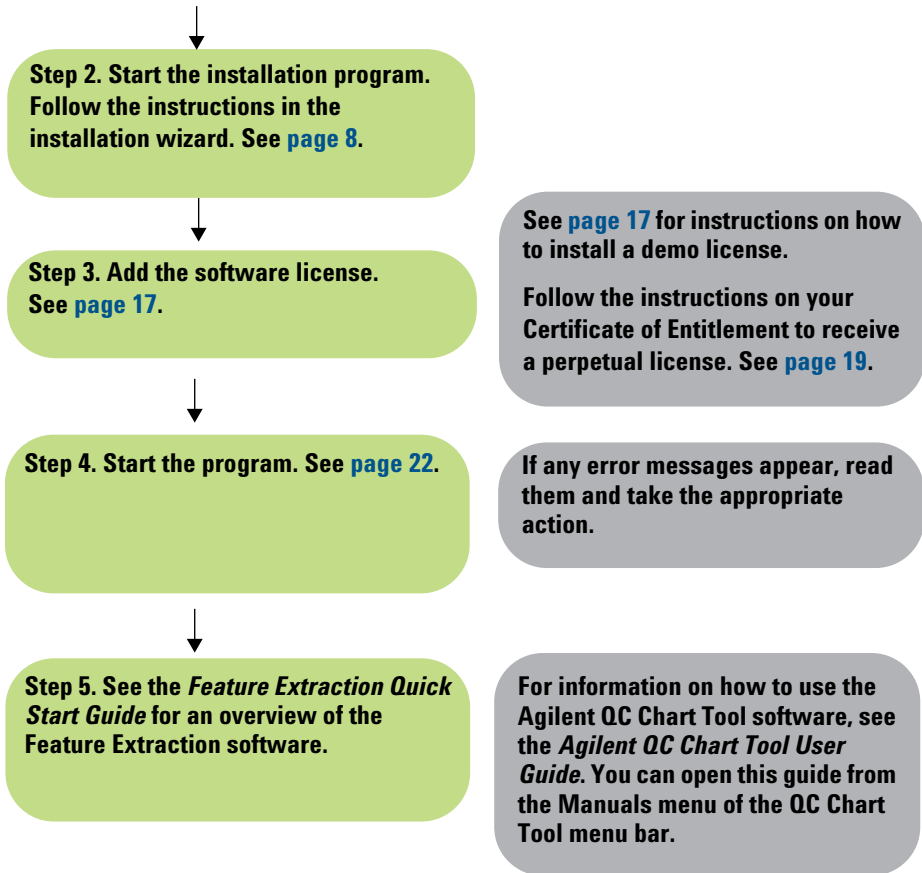 Step 2. Start the installation program.
Follow the instructions in the
installation wizard. See page 8.
Step 3. Add the software license.
See page 17.
See page 17 for instructions on how
to install a demo license.
Follow the instructions on your
Certificate of Entitlement to receive
a perpetual license. See page 19.
Step 4. Start the program. See page 22.
If any error messages appear, read
them and take the appropriate
action.
Step 5. See the Feature Extraction Quick
Start Guide for an overview of the
Feature Extraction software.
For information on how to use the
Agilent QC Chart Tool software, see
the Agilent QC Chart Tool User
Guide. You can open this guide from
the Manuals menu of the QC Chart
Tool menu bar.